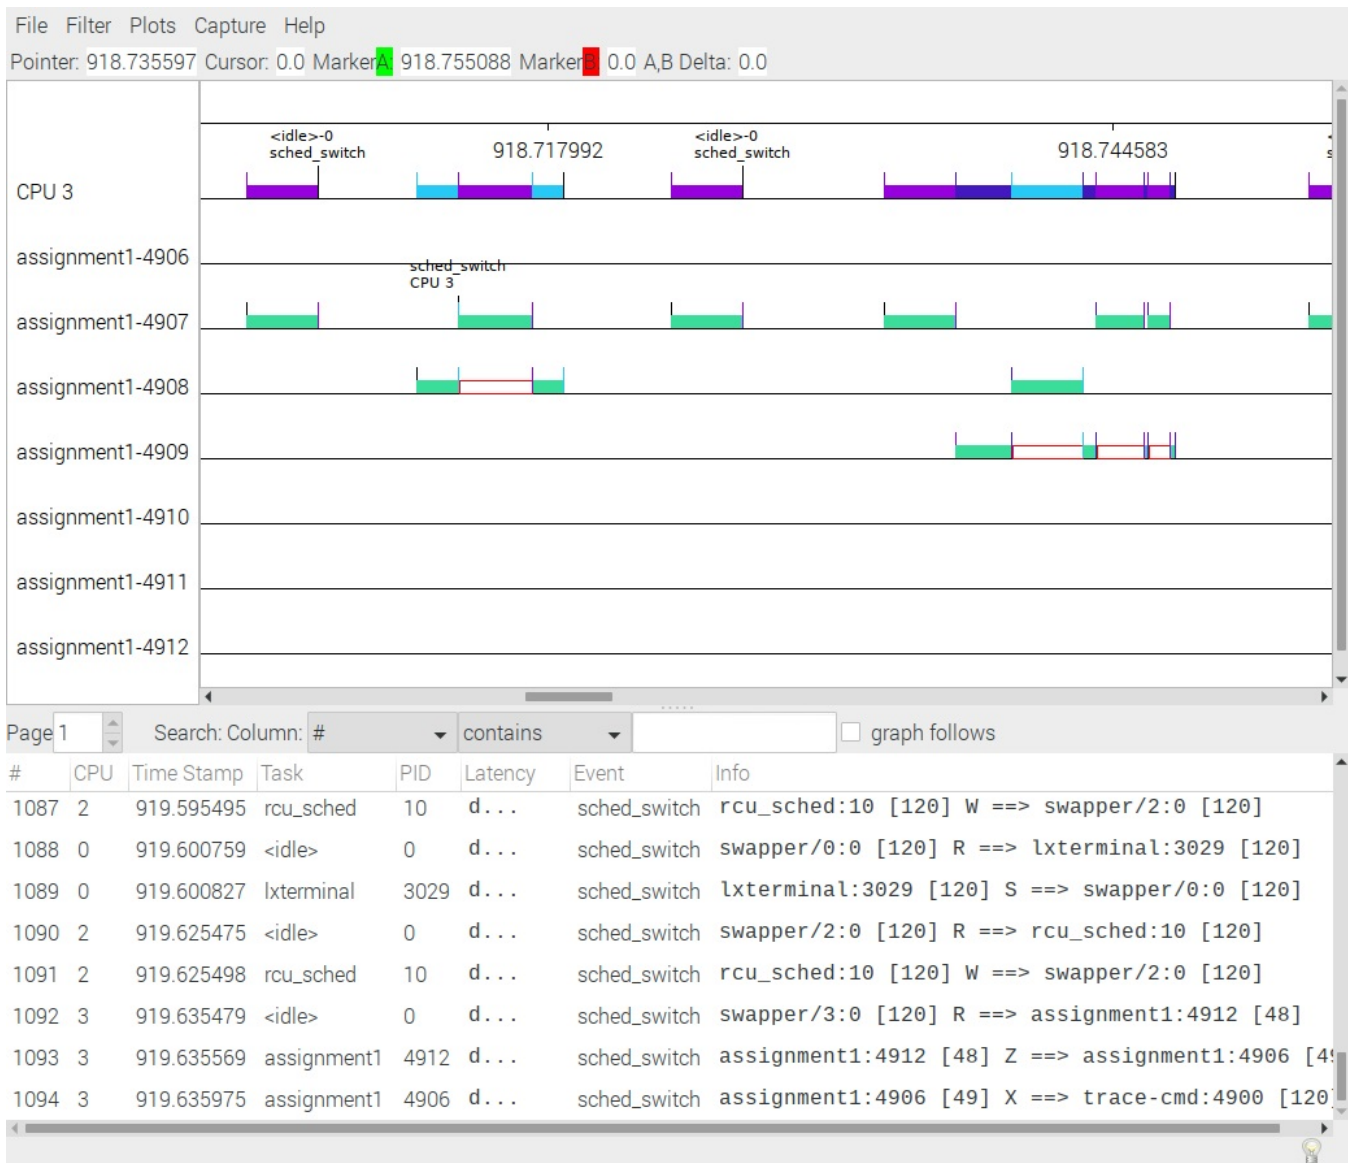 File Filter Plots Capture Help
Pointer: 918.735597 Cursor: 0.0 Marker A: 918.755088 Marker B: 0.0 A,B Delta: 0.0
<idle>-0 <idle>-0
sched_switch 918.717992 sched_switch 918.744583
CPU 3
assignment1-4906
sched_switch
CPU 3
assignment1-4907
assignment1-4908
assignment1-4909
assignment1-4910
assignment1-4911
assignment1-4912
Page 1 Search: Column: # contains graph follows
# CPU Time Stamp Task PID Latency Event Info
1087 2 919.595495 rcu_sched 10 d... sched_switch rcu_sched:10 [120] W ==> swapper/2:0 [120]
1088 0 919.600759 <idle> 0 d... sched_switch swapper/0:0 [120] R ==> lxterminal:3029 [120]
1089 0 919.600827 lxterminal 3029 d... sched_switch lxterminal:3029 [120] S ==> swapper/0:0 [120]
1090 2 919.625475 <idle> 0 d... sched_switch swapper/2:0 [120] R ==> rcu_sched:10 [120]
1091 2 919.625498 rcu_sched 10 d... sched_switch rcu_sched:10 [120] W ==> swapper/2:0 [120]
1092 3 919.635479 <idle> 0 d... sched_switch swapper/3:0 [120] R ==> assignment1:4912 [48]
1093 3 919.635569 assignment1 4912 d... sched_switch assignment1:4912 [48] Z ==> assignment1:4906
1094 3 919.635975 assignment1 4906 d... sched_switch assignment1:4906 [49] X ==> trace-cmd:4900 [120]